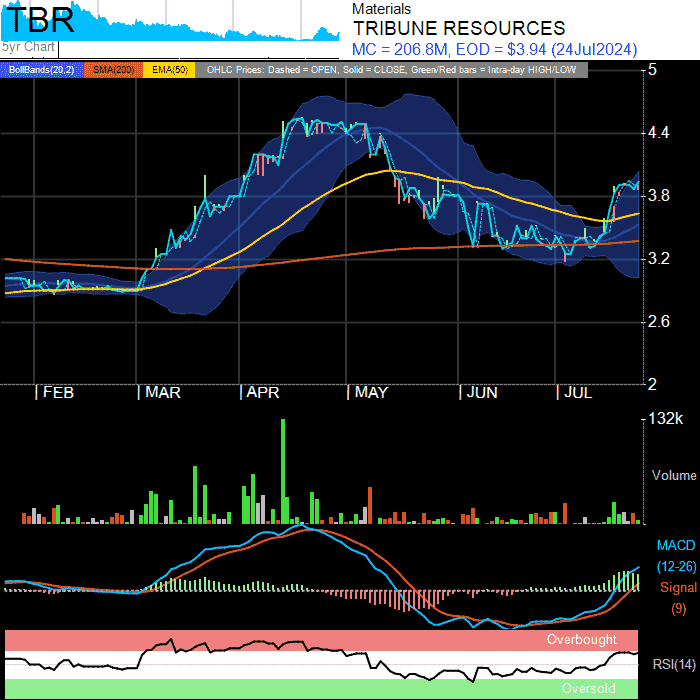 TBR
5yr Chart
Materials
TRIBUNE RESOURCES
MC = 206.8M, EOD = $3.94 (24Jul2024)
BollBands(20,2) SMA(200) EMA(50) OHLC Prices: Dashed = OPEN, Solid = CLOSE, Green/Red bars = Intra-day HIGH/LOW
5
4.4
3.8
3.2
2.6
2
FEB MAR APR MAY JUN JUL
132k
Volume
MACD
(12-26)
Signal
(9)
Overbought
RSI(14)
Oversold